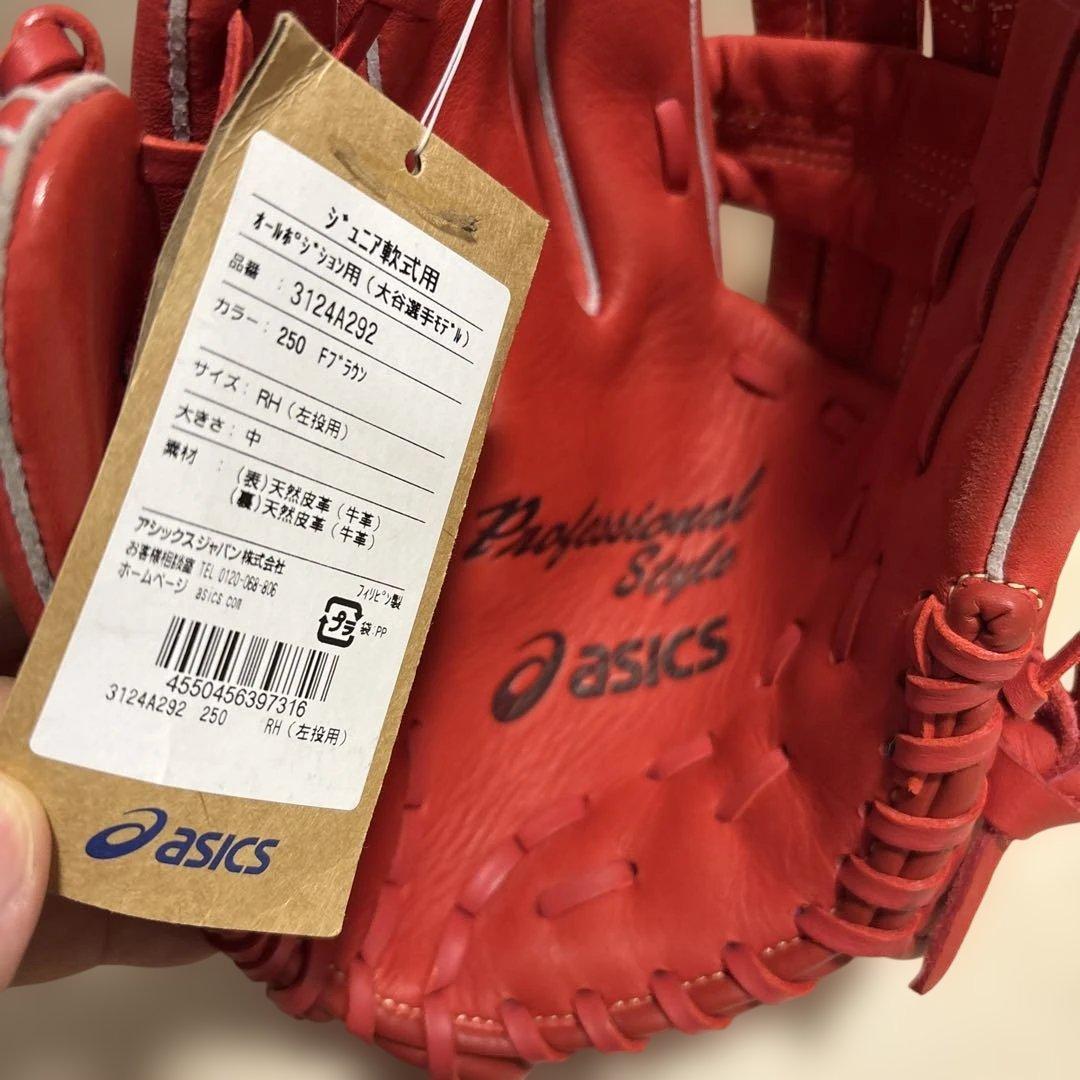 ｼﾞｭﾆｱ軟式用
ｵｰﾙﾎﾟｼﾞｼｮﾝ用（大谷選手ﾓﾃﾞﾙ）
品番 : 3124A292
カラー : 250 Fﾌﾞﾗｳﾝ
サイズ : RH（左投用）
大きさ : 中
素材 : （表）天然皮革（牛革）
（裏）天然皮革（牛革）
アシックスジャパン株式会社
お客様相談室 TEL 0120-068-806
ホームページ asics.com
ﾌｨﾘﾋﾟﾝ製
プラ 袋:PP
4550456397316
3124A292 250 RH（左投用）
asics
Professional
Style
asics